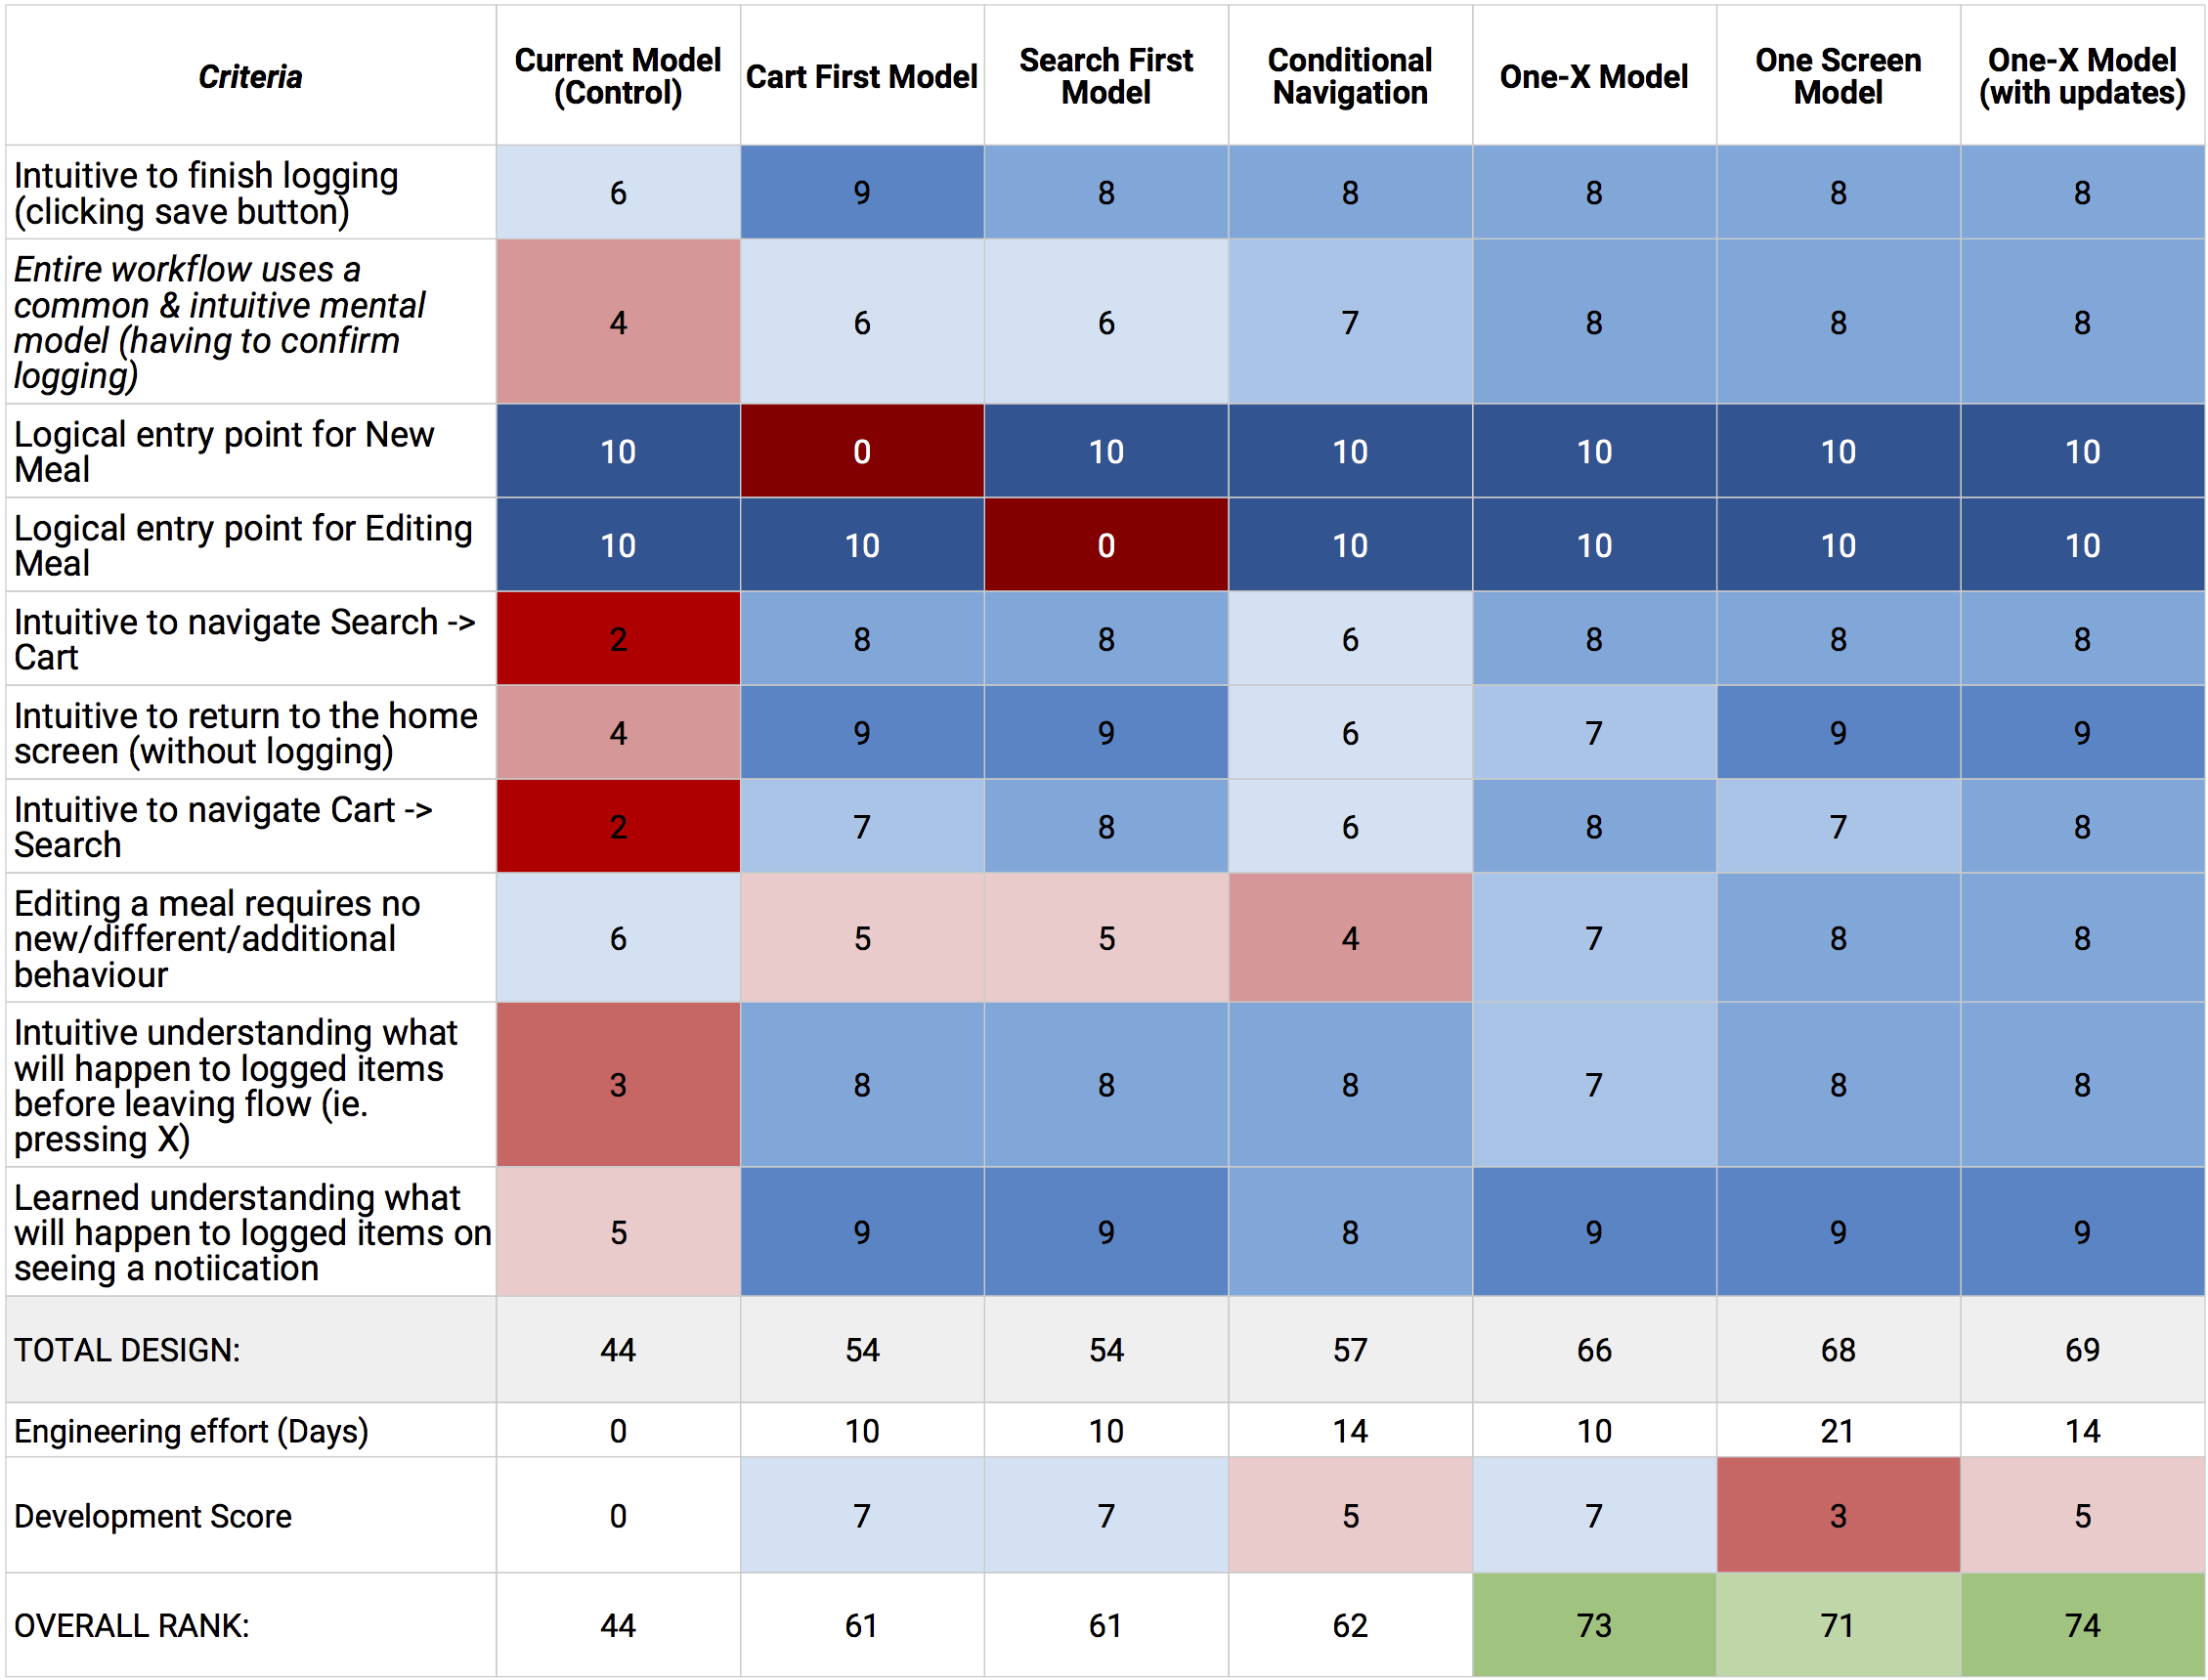 Criteria
Current Model
(Control)
Cart First Model
Search First
Model
Conditional
Navigation
One-X Model
One Screen
Model
One-X Model
(with updates)
Intuitive to finish logging
(clicking save button)
6 9 8 8 8 8 8
Entire workflow uses a
common & intuitive mental
model (having to confirm
logging)
4 6 6 7 8 8 8
Logical entry point for New
Meal
10 0 10 10 10 10 10
Logical entry point for Editing
Meal
10 10 0 10 10 10 10
Intuitive to navigate Search ->
Cart
2 8 8 6 8 8 8
Intuitive to return to the home
screen (without logging)
4 9 9 6 7 9 9
Intuitive to navigate Cart ->
Search
2 7 8 6 8 7 8
Editing a meal requires no
new/different/additional
behaviour
6 5 5 4 7 8 8
Intuitive understanding what
will happen to logged items
before leaving flow (ie.
pressing X)
3 8 8 8 7 8 8
Learned understanding what
will happen to logged items on
seeing a notiication
5 9 9 8 9 9 9
TOTAL DESIGN: 44 54 54 57 66 68 69
Engineering effort (Days) 0 10 10 14 10 21 14
Development Score 0 7 7 5 7 3 5
OVERALL RANK: 44 61 61 62 73 71 74